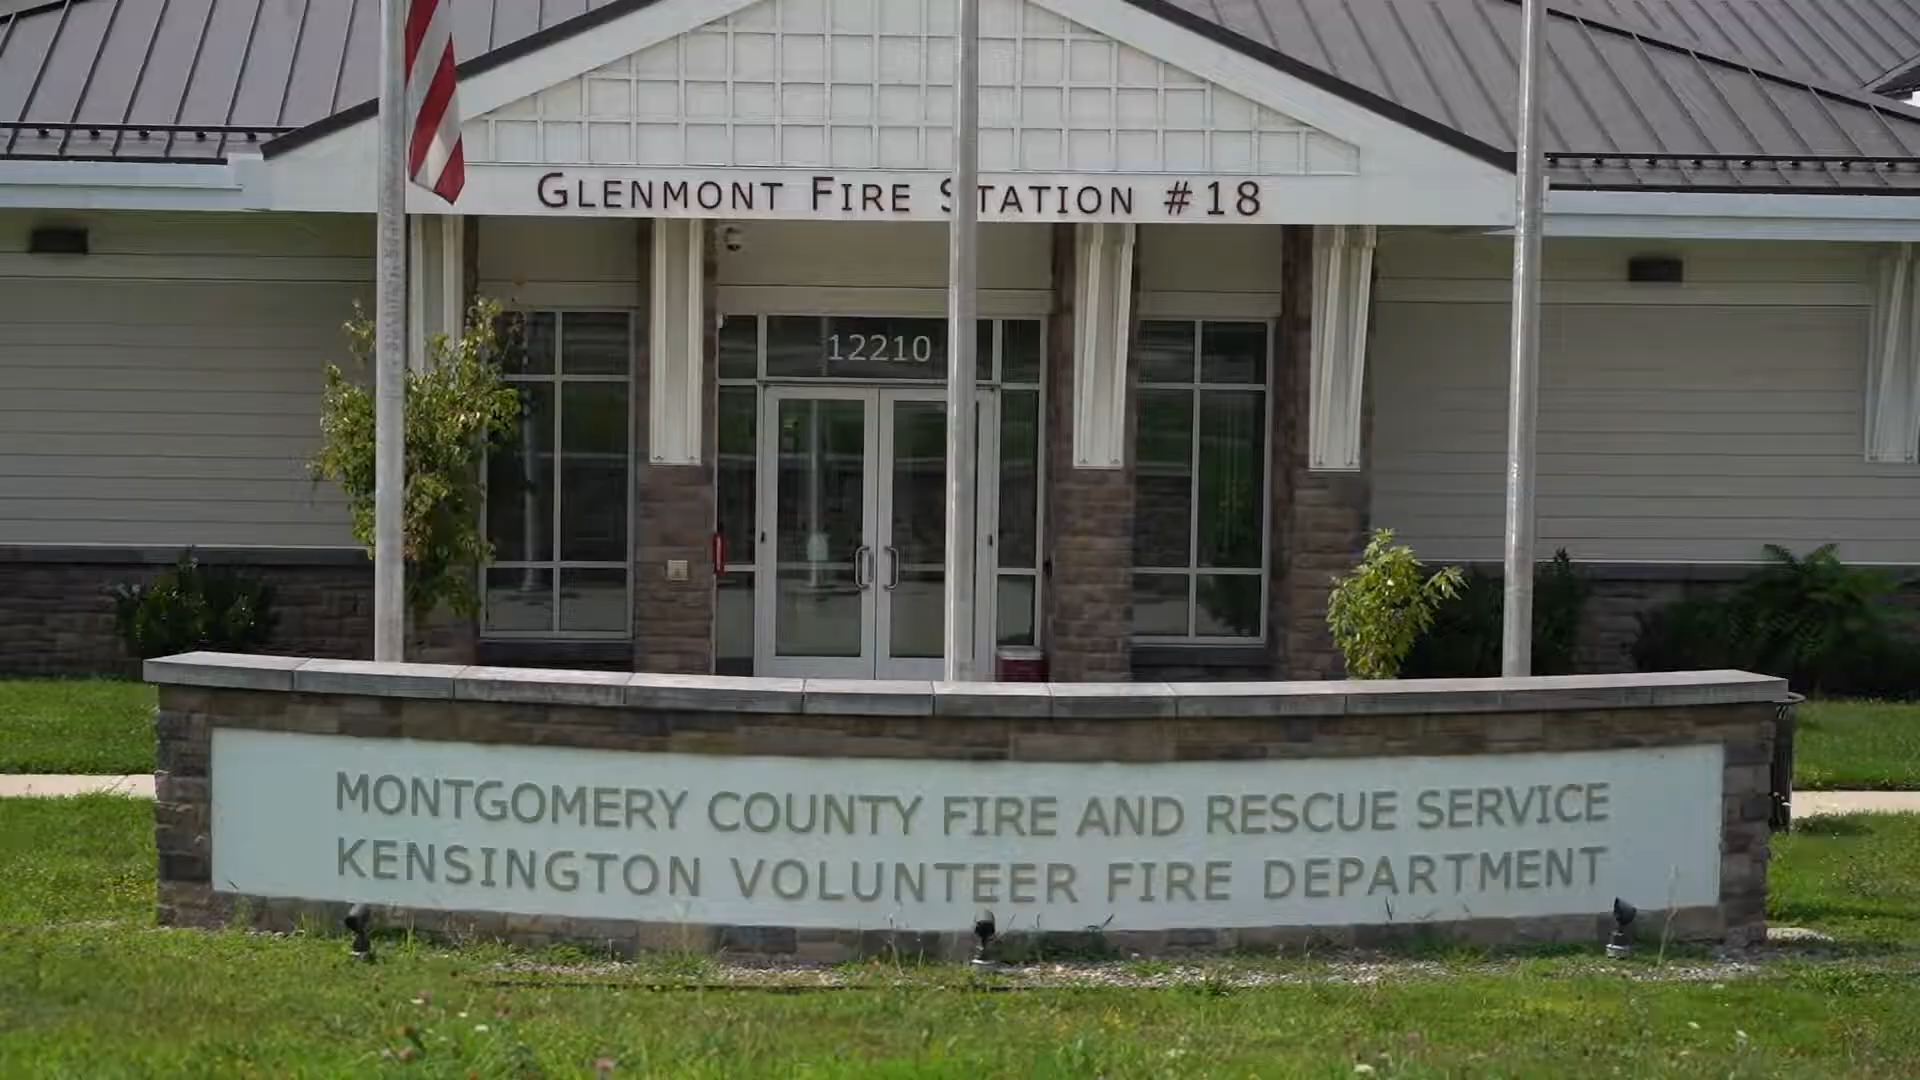 GLENMONT FIRE STATION #18
12210
MONTGOMERY COUNTY FIRE AND RESCUE SERVICE
KENSINGTON VOLUNTEER FIRE DEPARTMENT